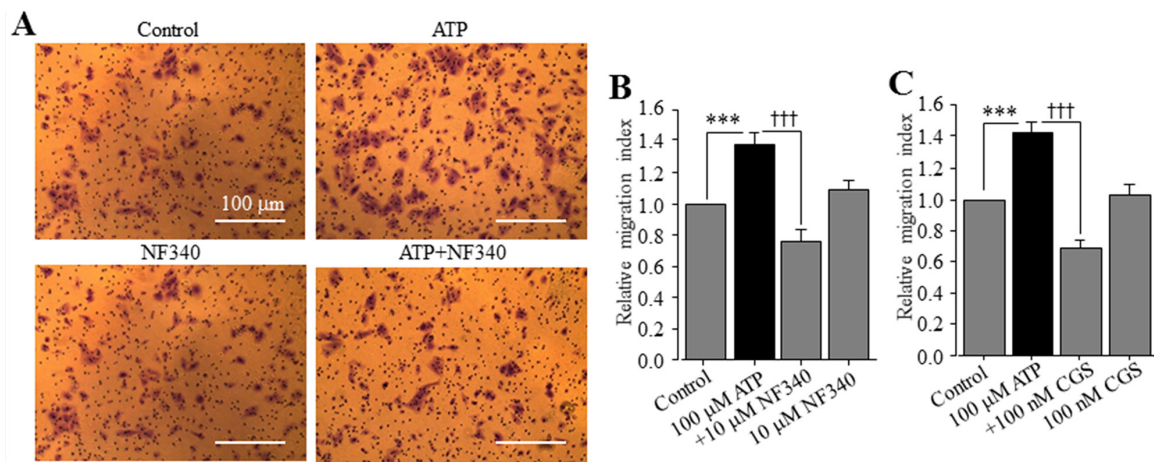 A
Control
ATP
100 µm
NF340
ATP+NF340
B
Relative migration index
1.6
1.4
1.2
1.0
0.8
0.6
0.4
0.2
0.0
***
†††
Control
100 µM ATP
+10 µM NF340
10 µM NF340
C
Relative migration index
1.6
1.4
1.2
1.0
0.8
0.6
0.4
0.2
0.0
***
†††
Control
100 µM ATP
+100 nM CGS
100 nM CGS